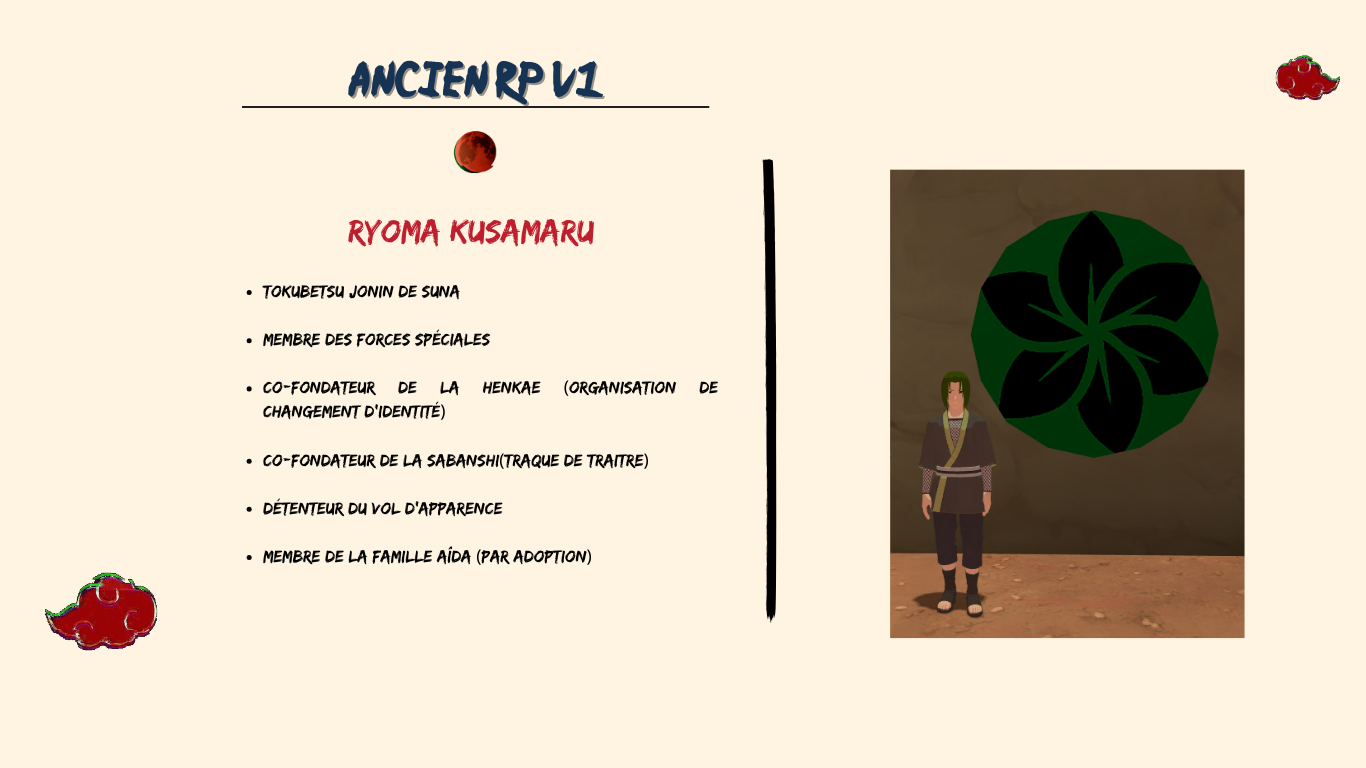 ANCIEN RP V1
RYOMA KUSAMARU
• TOKUBETSU JONIN DE SUNA
• MEMBRE DES FORCES SPÉCIALES
• CO-FONDATEUR DE LA HENKAE (ORGANISATION DE
CHANGEMENT D'IDENTITÉ)
• CO-FONDATEUR DE LA SABANSHI(TRAQUE DE TRAITRE)
• DÉTENTEUR DU VOL D'APPARENCE
• MEMBRE DE LA FAMILLE AÍDA (PAR ADOPTION)